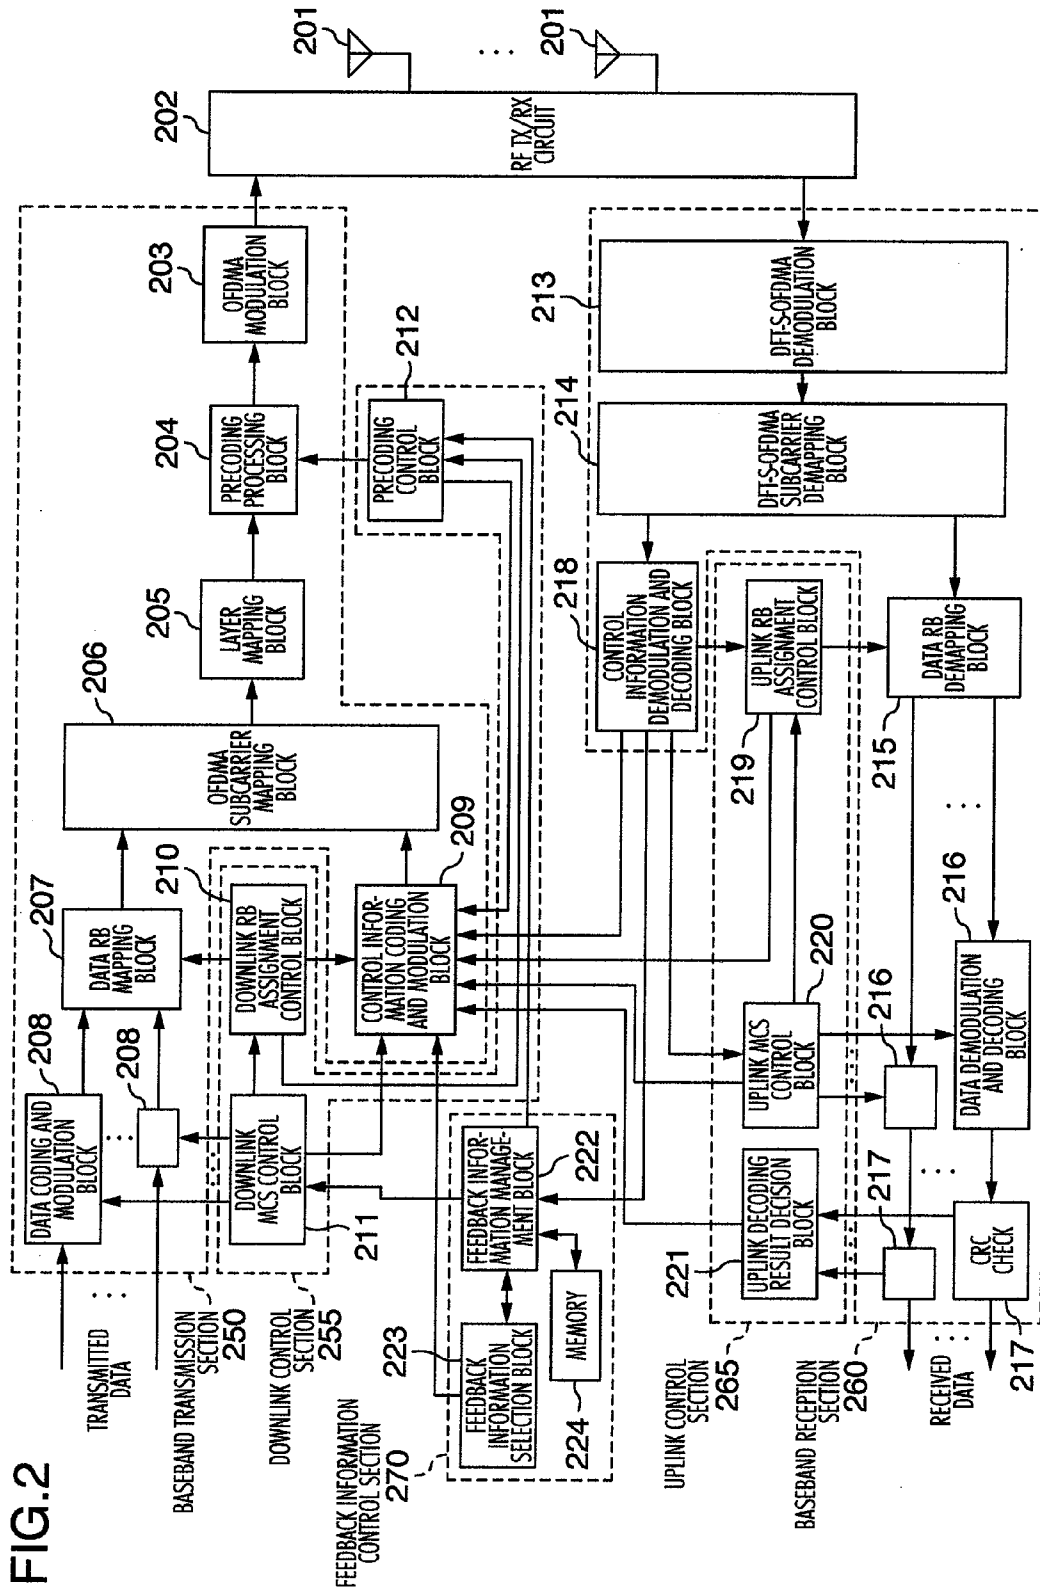 FIG.2
TRANSMITTED
DATA
BASEBAND TRANSMISSION
SECTION 250
DOWNLINK CONTROL
SECTION 255
FEEDBACK INFORMATION
CONTROL SECTION
270
208
DATA CODING AND
MODULATION
BLOCK
208
207
DATA RB
MAPPING
BLOCK
206
OFDMA
SUBCARRIER
MAPPING
BLOCK
205
LAYER
MAPPING
BLOCK
204
PRECODING
PROCESSING
BLOCK
203
OFDMA
MODULATION
BLOCK
202
RF TX/RX
CIRCUIT
201
201
DOWNLINK
MCS CONTROL
BLOCK
211
210
DOWNLINK RB
ASSIGNMENT
CONTROL BLOCK
209
CONTROL INFOR-
MATION CODING
AND MODULATION
BLOCK
212
PRECODING
CONTROL
BLOCK
223
FEEDBACK
INFORMATION
SELECTION BLOCK
FEEDBACK INFOR-
MATION MANAGE-
MENT BLOCK
222
MEMORY
224
213
DFT-S-OFDMA
DEMODULATION
BLOCK
214
DFT-S-OFDMA
SUBCARRIER
DEMAPPING
BLOCK
218
CONTROL
INFORMATION
DEMODULATION AND
DECODING BLOCK
UPLINK RB
ASSIGNMENT
CONTROL BLOCK
219
DATA RB
DEMAPPING
BLOCK
215
UPLINK CONTROL
SECTION
265
BASEBAND RECEPTION
SECTION
260
221
UPLINK DECODING
RESULT DECISION
BLOCK
UPLINK MCS
CONTROL
BLOCK
220
216
216
DATA DEMODULATION
AND DECODING
BLOCK
217
CRC
CHECK
217
RECEIVED
DATA